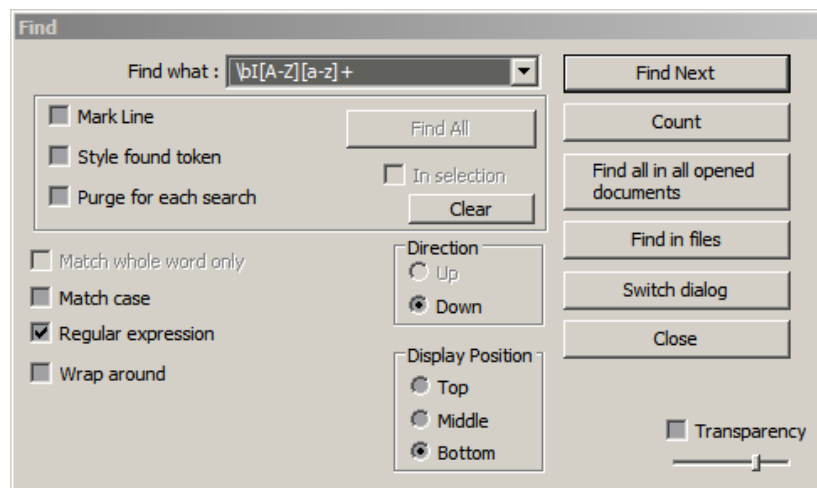 Find
Find what : \bI[A-Z][a-z]+
Find Next
Mark Line
Find All
Count
Style found token
In selection
Find all in all opened
documents
Purge for each search
Clear
Find in files
Match whole word only
Direction
Up
Switch dialog
Match case
Down
Regular expression
Close
Wrap around
Display Position
Top
Middle
Transparency
Bottom